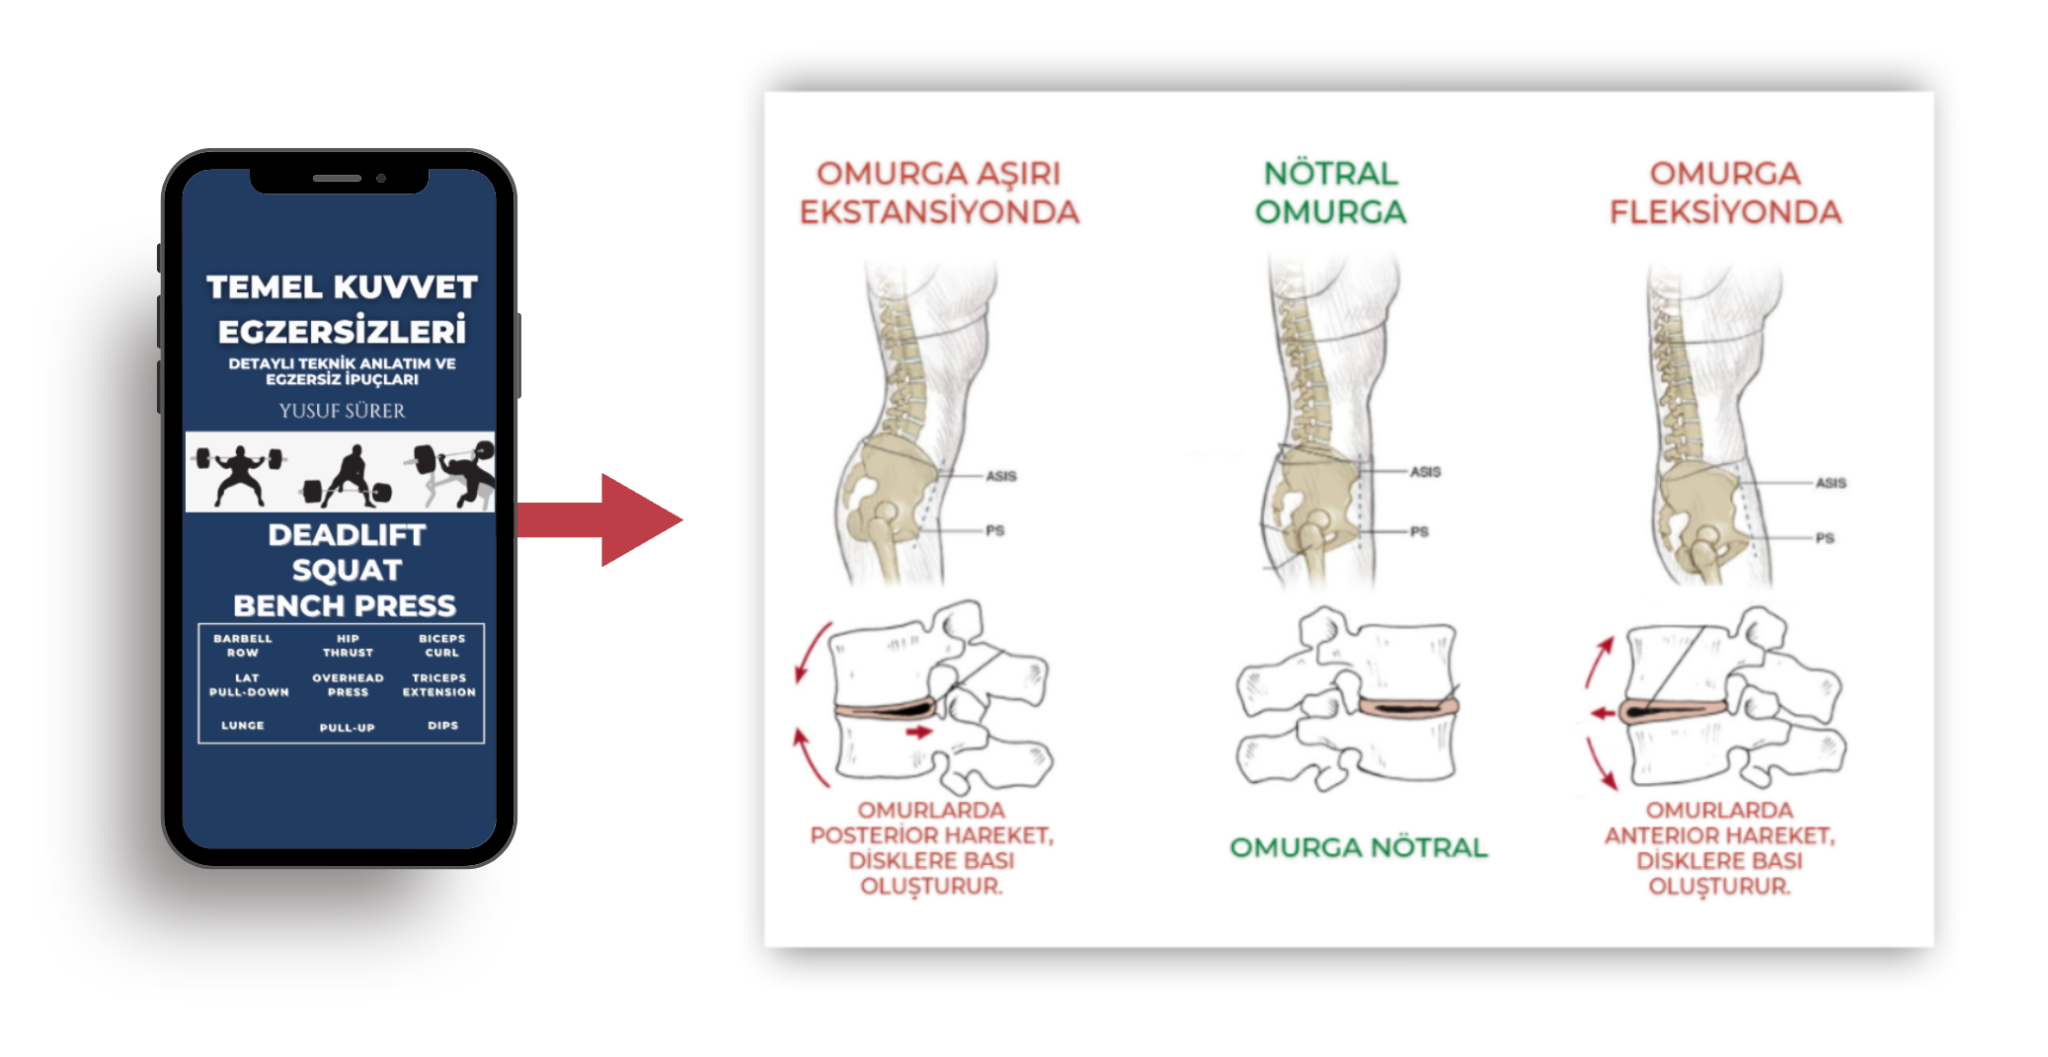 TEMEL KUVVET
EGZERSİZLERİ
DETAYLI TEKNİK ANLATIM VE
EGZERSİZ İPUÇLARI
YUSUF SÜRER
DEADLIFT
SQUAT
BENCH PRESS
BARBELL
ROW
HIP
THRUST
BICEPS
CURL
LAT
PULL-DOWN
OVERHEAD
PRESS
TRICEPS
EXTENSION
LUNGE
PULL-UP
DIPS
OMURGA AŞIRI
EKSTANSİYONDA
ASIS
PS
OMURLARDA
POSTERİOR HAREKET,
DİSKLERE BASI
OLUŞTURUR.
NÖTRAL
OMURGA
ASIS
PS
OMURGA NÖTRAL
OMURGA
FLEKSİYONDA
ASIS
PS
OMURLARDA
ANTERIOR HAREKET,
DİSKLERE BASI
OLUŞTURUR.